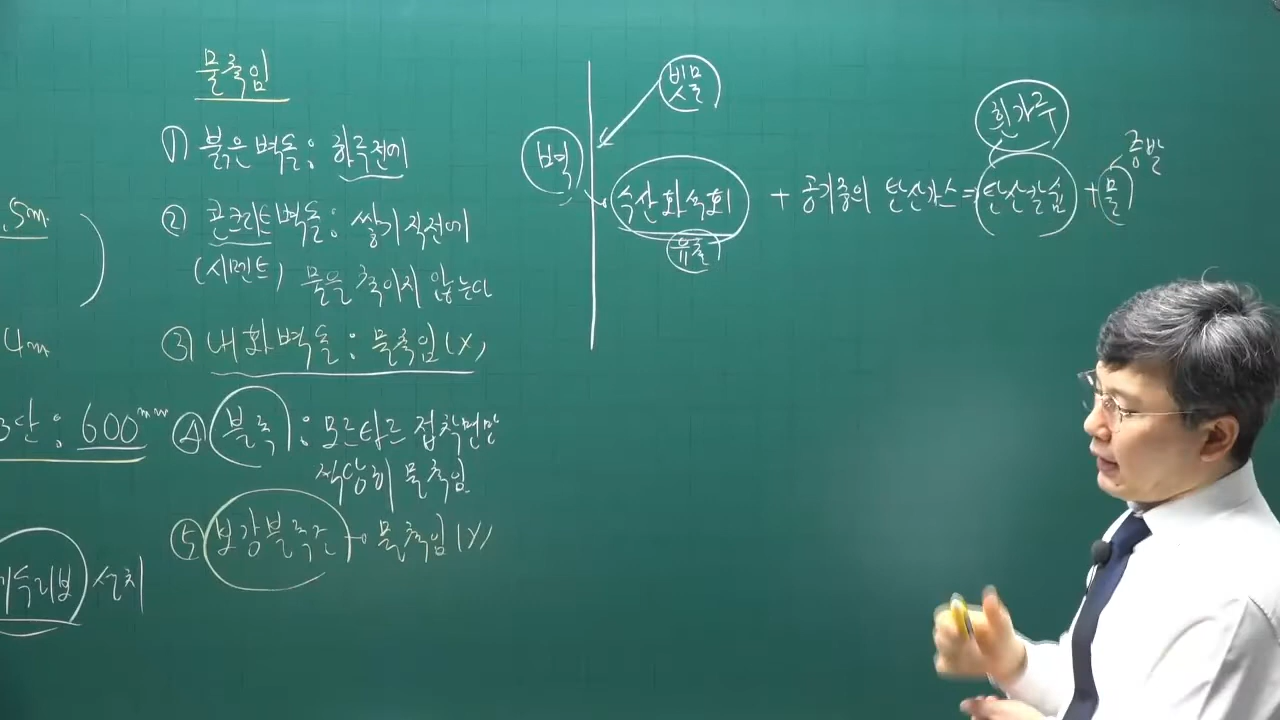 물축임
① 붉은 벽돌 : 하루전에
② 콘크리트벽돌 : 쌓기 직전에
(시멘트) 물을 축이지 않는다
③ 내화벽돌 : 물축임(X)
④ 블록 : 모르타르 접착면만
적당히 물축임
⑤ 보강블록조 → 물축임(X)
.5m
4m
3단 : 600mm
설치
빗물
벽
수산화석회 + 공기중의 탄산가스 = 탄산칼슘 + 물
유출
흰가루
증발